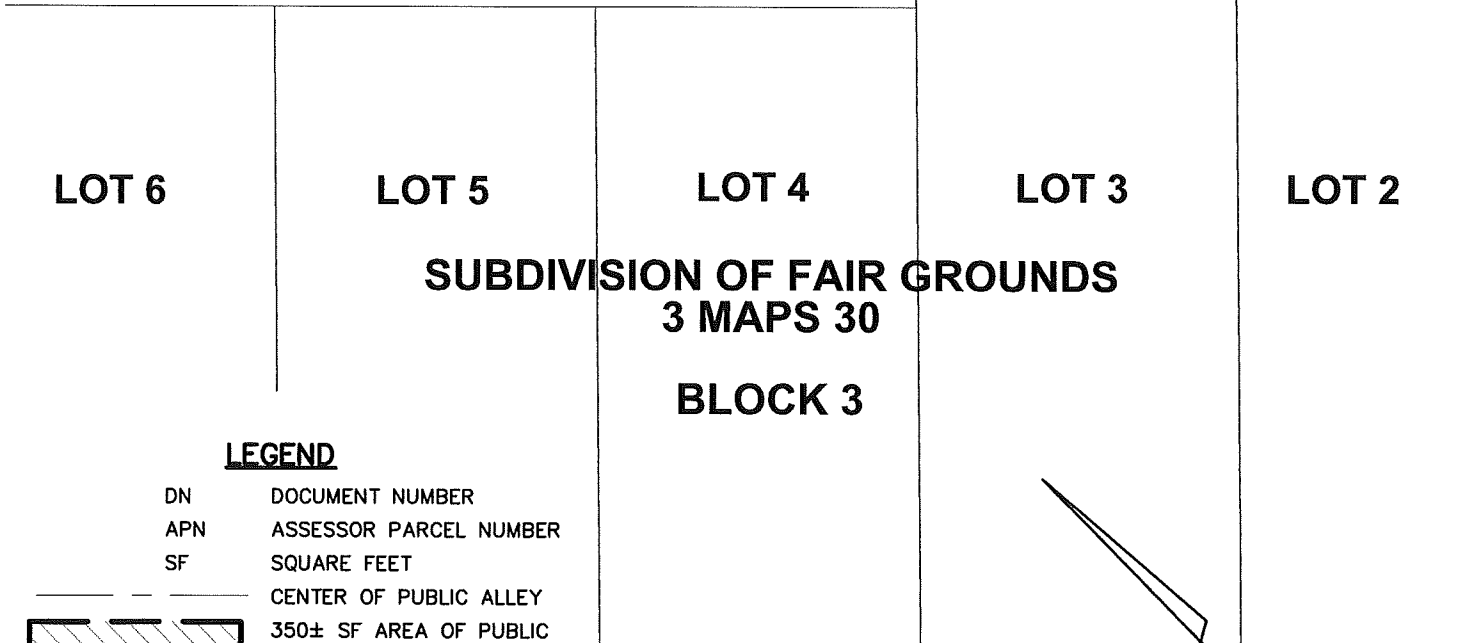 LOT 6
LOT 5
LOT 4
LOT 3
LOT 2
SUBDIVISION OF FAIR GROUNDS
3 MAPS 30
BLOCK 3
LEGEND
DN DOCUMENT NUMBER
APN ASSESSOR PARCEL NUMBER
SF SQUARE FEET
CENTER OF PUBLIC ALLEY
350± SF AREA OF PUBLIC